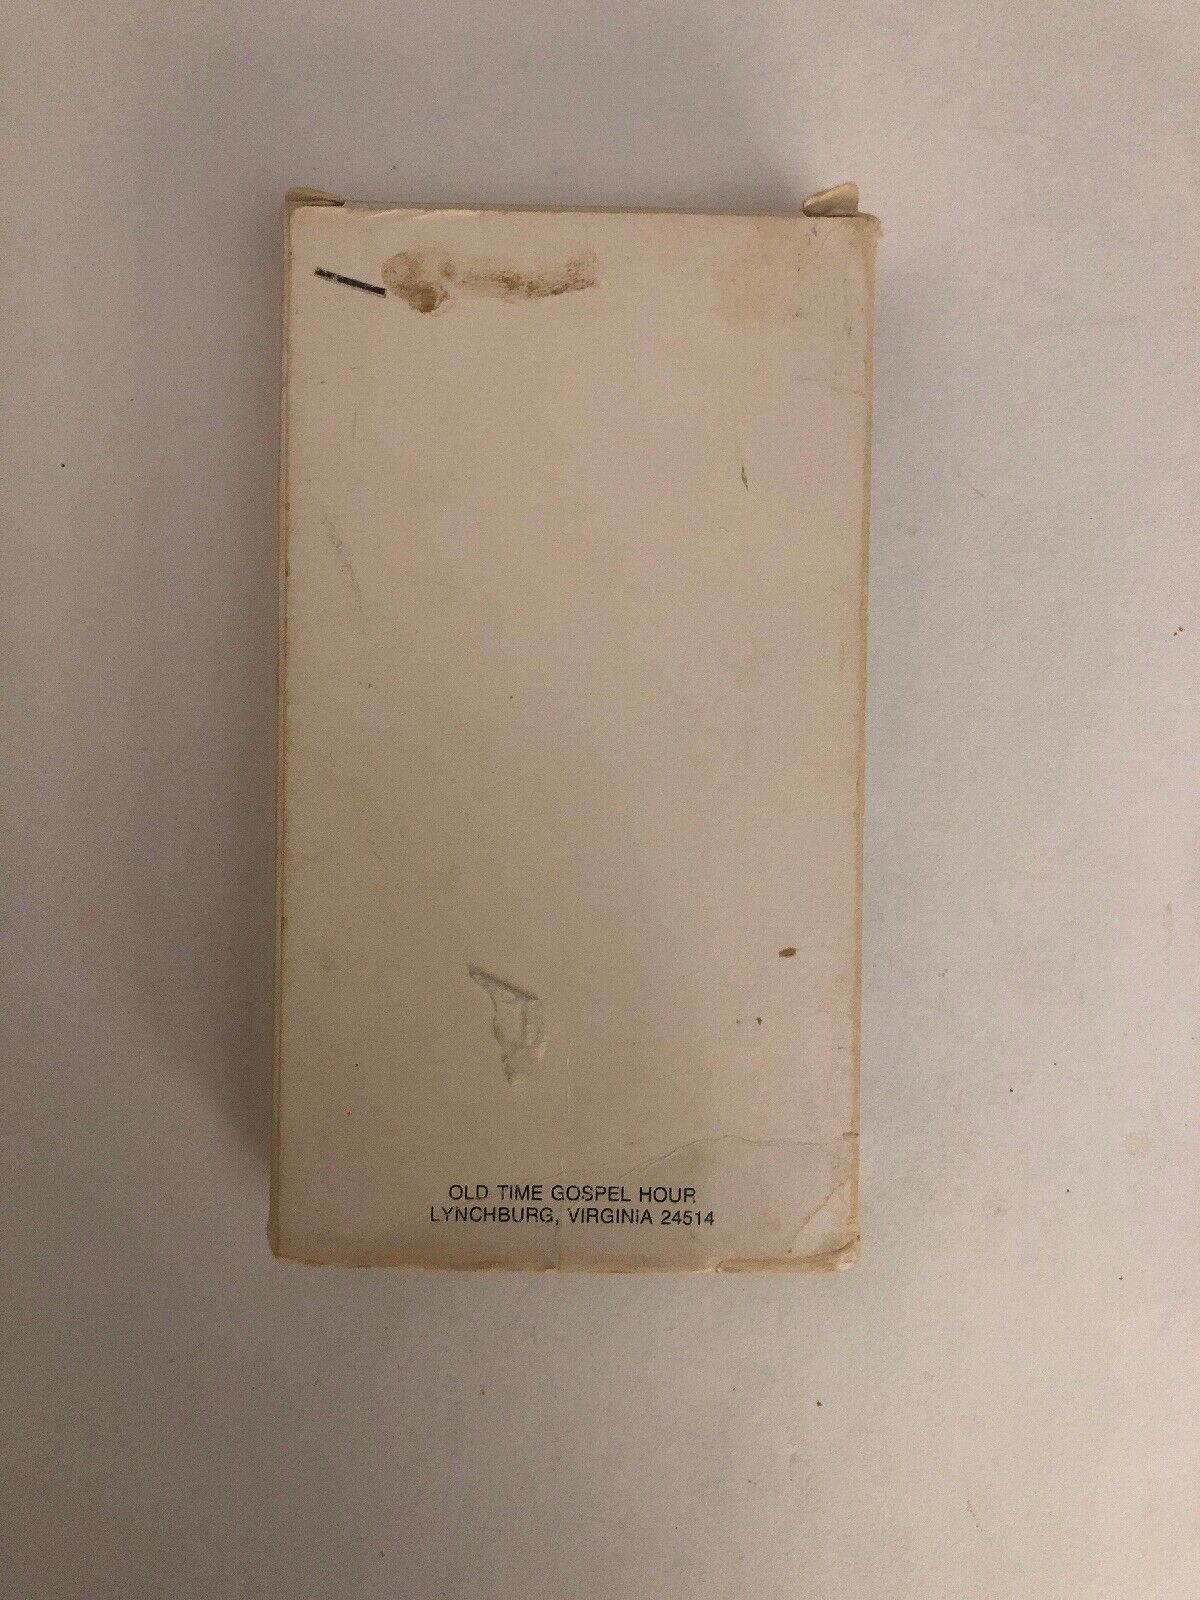 OLD TIME GOSPEL HOUR
LYNCHBURG, VIRGINIA 24514